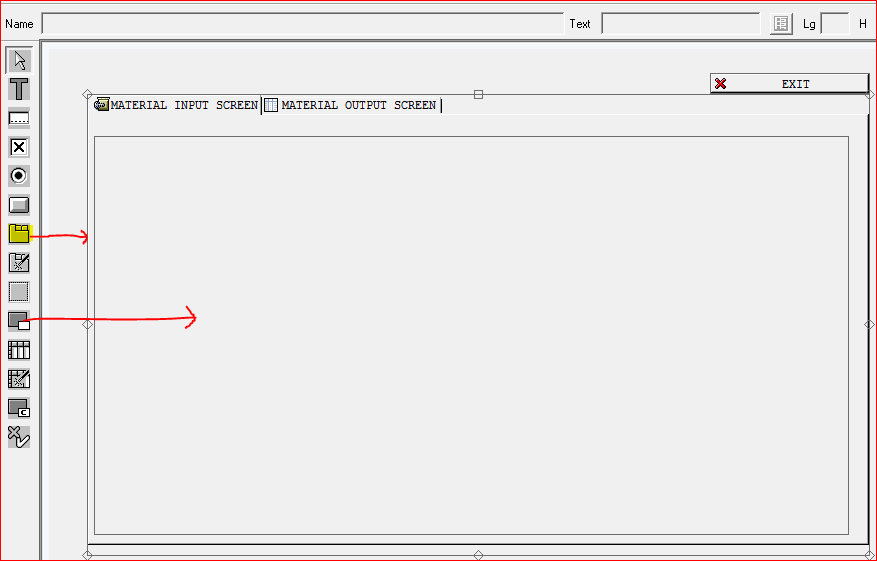 Name Text Lg H
EXIT
MATERIAL INPUT SCREEN MATERIAL OUTPUT SCREEN
T
C